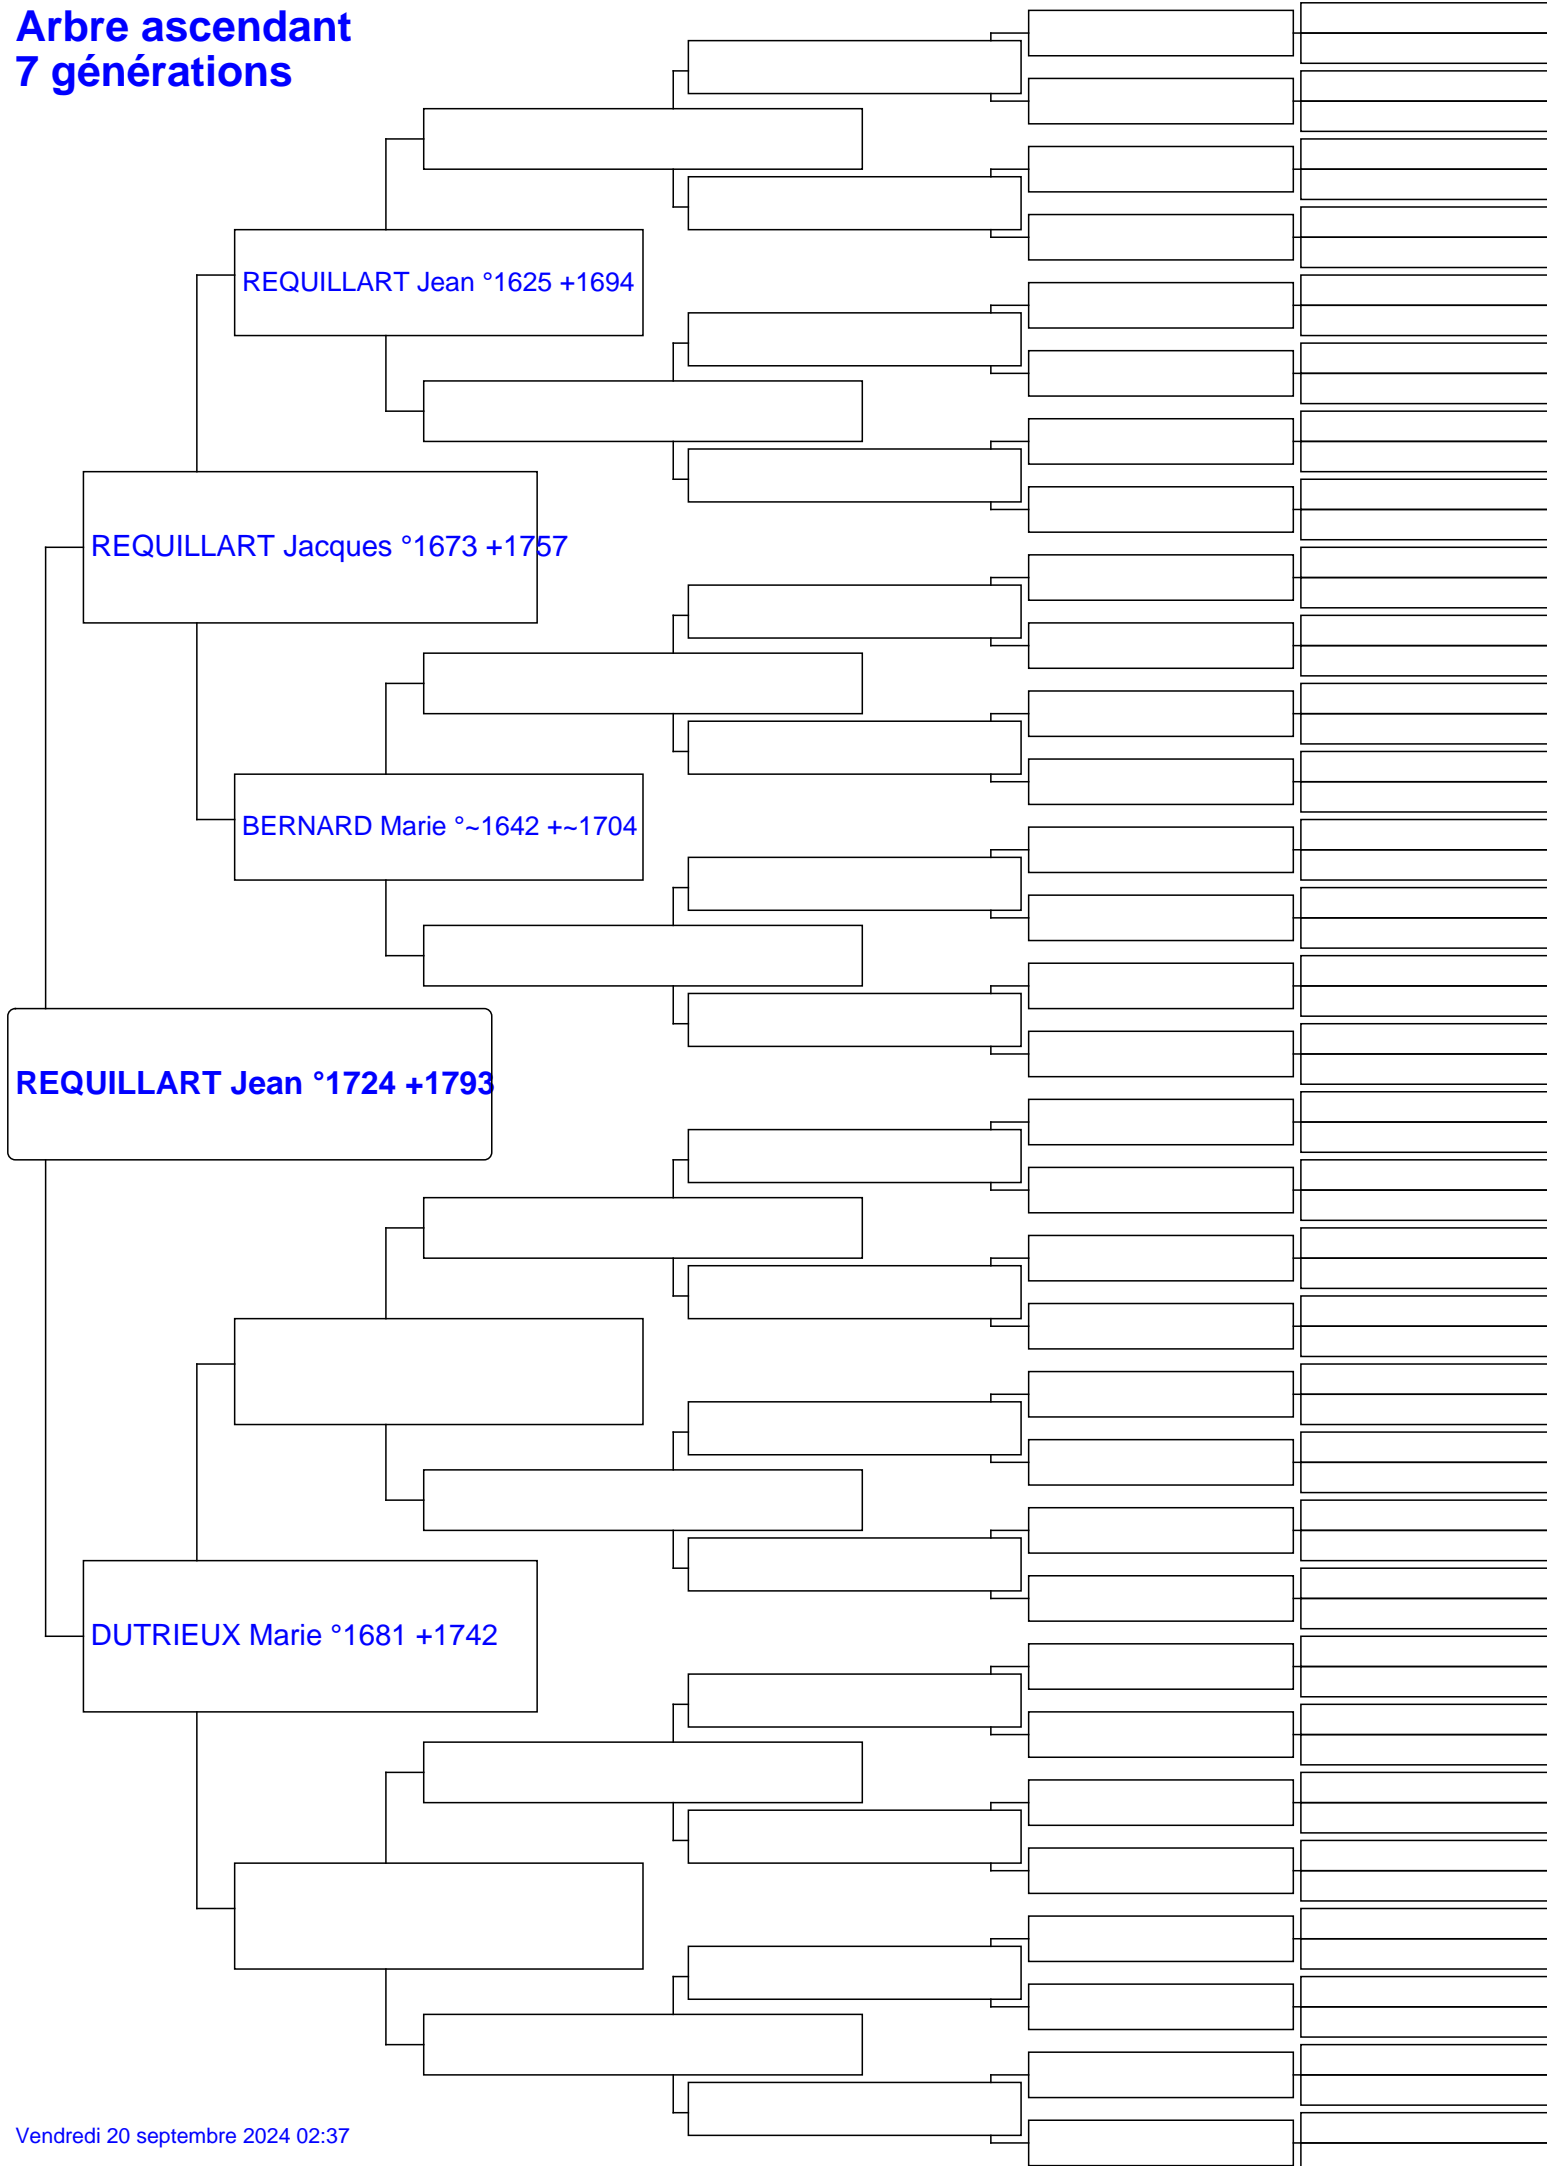 Arbre ascendant
7 générations
REQUILLART Jean °1625 +1694
REQUILLART Jacques °1673 +1757
BERNARD Marie °~1642 +~1704
REQUILLART Jean °1724 +1793
DUTRIEUX Marie °1681 +1742
Vendredi 20 septembre 2024 02:37